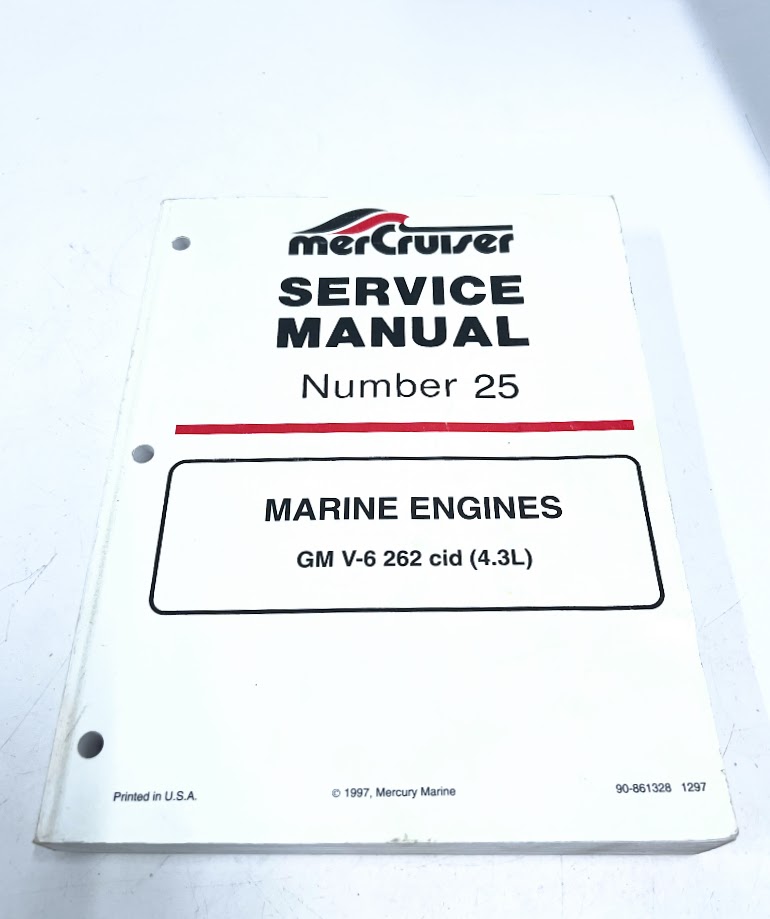 merCruiser
SERVICE
MANUAL
Number 25
MARINE ENGINES
GM V-6 262 cid (4.3L)
Printed in U.S.A.
© 1997, Mercury Marine
90-861328 1297